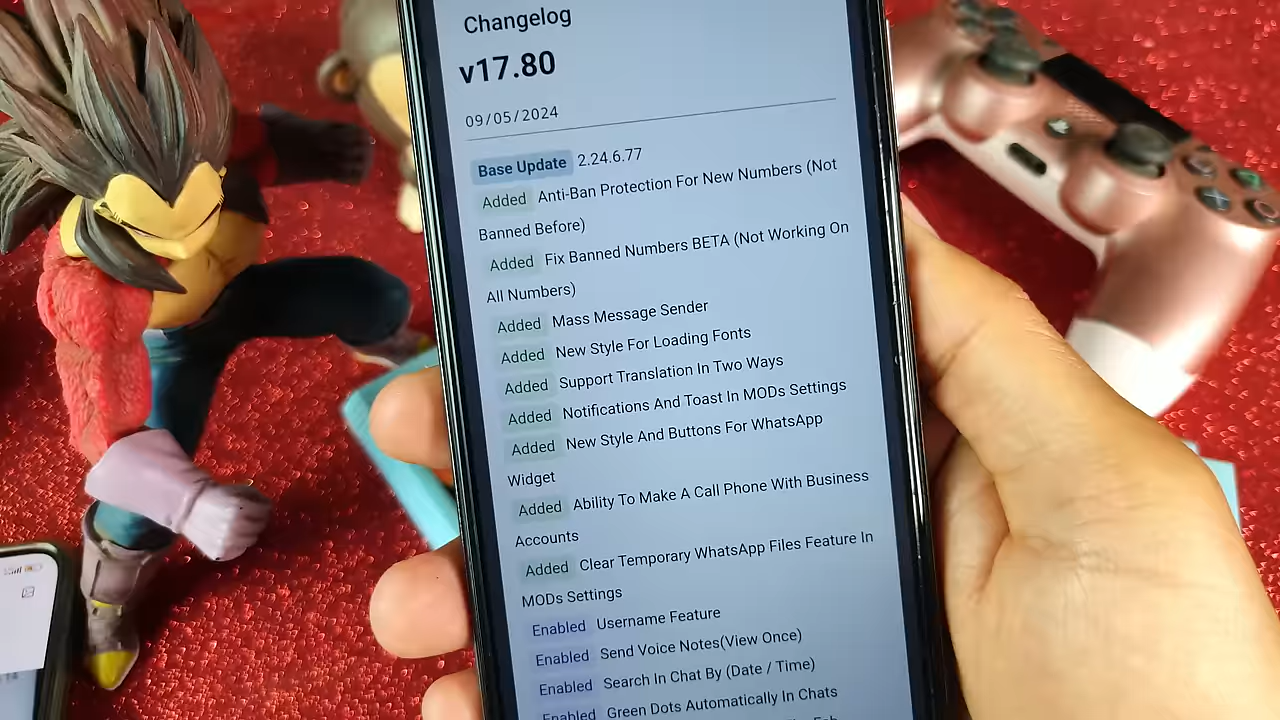 Changelog
v17.80
09/05/2024
Base Update 2.24.6.77
Added Anti-Ban Protection For New Numbers (Not
Banned Before)
Added Fix Banned Numbers BETA (Not Working On
All Numbers)
Added Mass Message Sender
Added New Style For Loading Fonts
Added Support Translation In Two Ways
Added Notifications And Toast In MODs Settings
Added New Style And Buttons For WhatsApp
Widget
Added Ability To Make A Call Phone With Business
Accounts
Added Clear Temporary WhatsApp Files Feature In
MODs Settings
Enabled Username Feature
Enabled Send Voice Notes(View Once)
Enabled Search In Chat By (Date / Time)
Enabled Green Dots Automatically In Chats